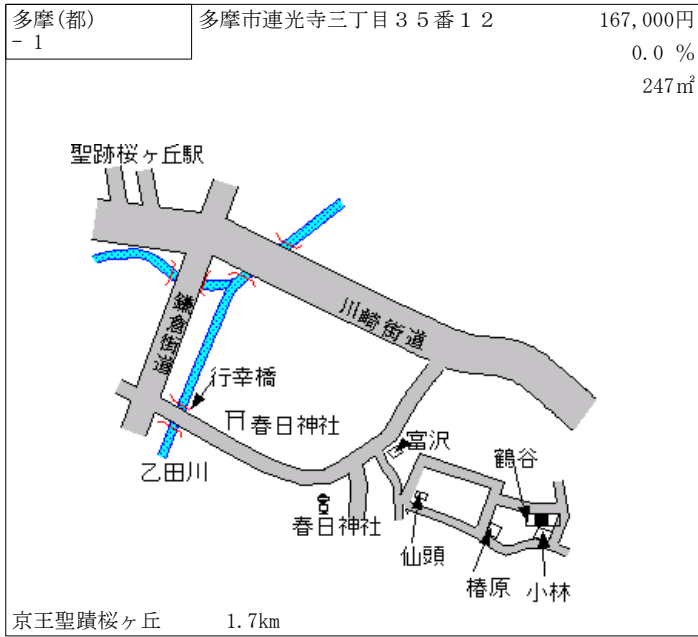 多摩(都)
- 1
多摩市連光寺三丁目３５番１２
167,000円
0.0 %
247㎡
聖跡桜ヶ丘駅
鎌倉街道
川崎街道
行幸橋
春日神社
富沢
鶴谷
乙田川
春日神社
仙頭
椿原
小林
京王聖蹟桜ヶ丘 1.7km